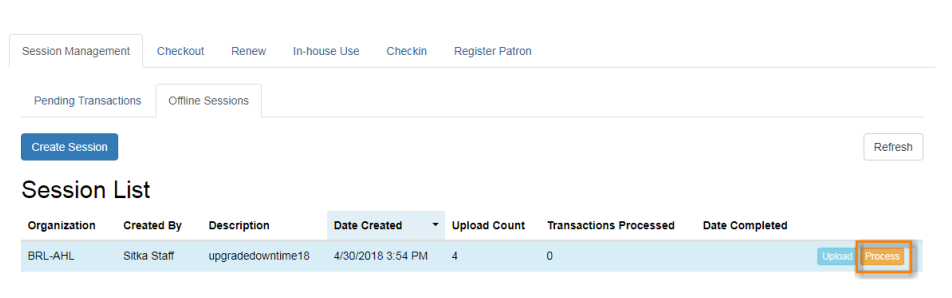 Session Management Checkout Renew In-house Use Checkin Register Patron
Pending Transactions Offline Sessions
Create Session Refresh
Session List
Organization Created By Description Date Created Upload Count Transactions Processed Date Completed
BRL-AHL Sitka Staff upgradedowntime18 4/30/2018 3:54 PM 4 0 Upload Process